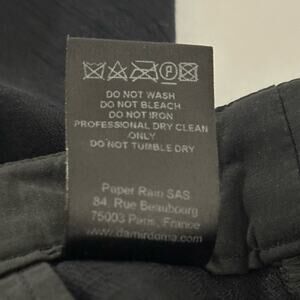 P
DO NOT WASH
DO NOT BLEACH
DO NOT IRON
PROFESSIONAL DRY CLEAN
ONLY
DO NOT TUMBLE DRY
Paper Rain SAS
84, Rue Beaubourg
75003 Paris, France
www.damirdoma.com